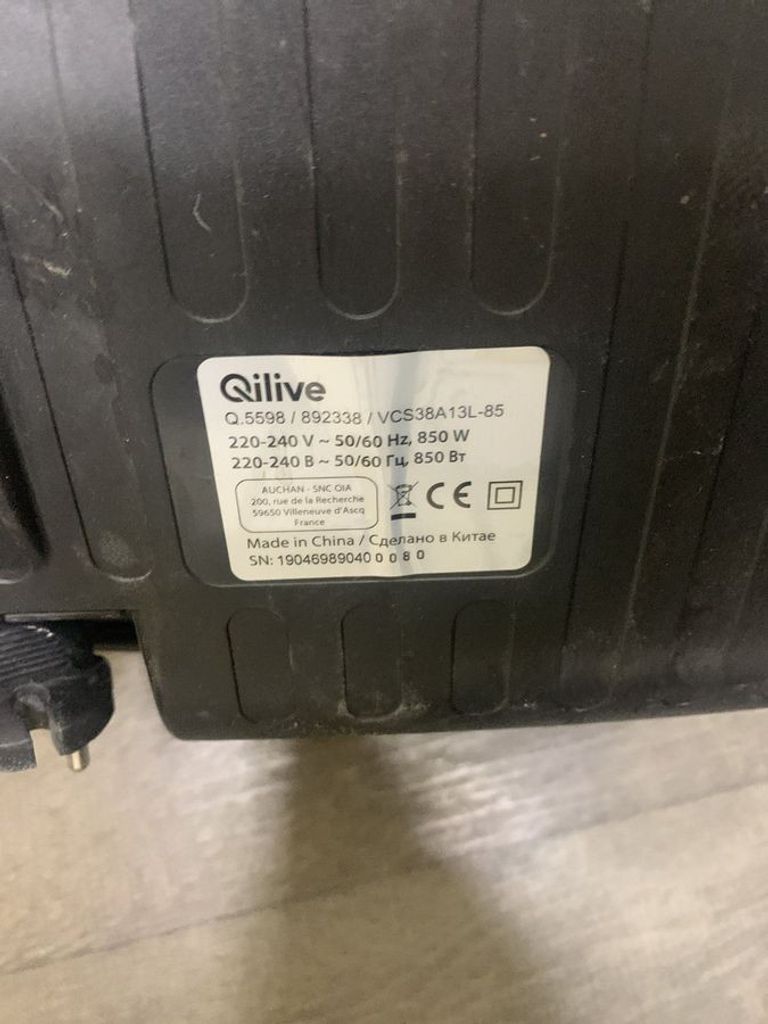 Qilive
Q.5598 / 892338 / VCS38A13L-85
220-240 V ~ 50/60 Hz, 850 W
220-240 В ~ 50/60 Гц, 850 Вт
AUCHAN - SNC OIA
200, rue de la Recherche
59650 Villeneuve d'Ascq
France
CE
Made in China / Сделано в Китае
SN: 19046989040 0 0 8 0